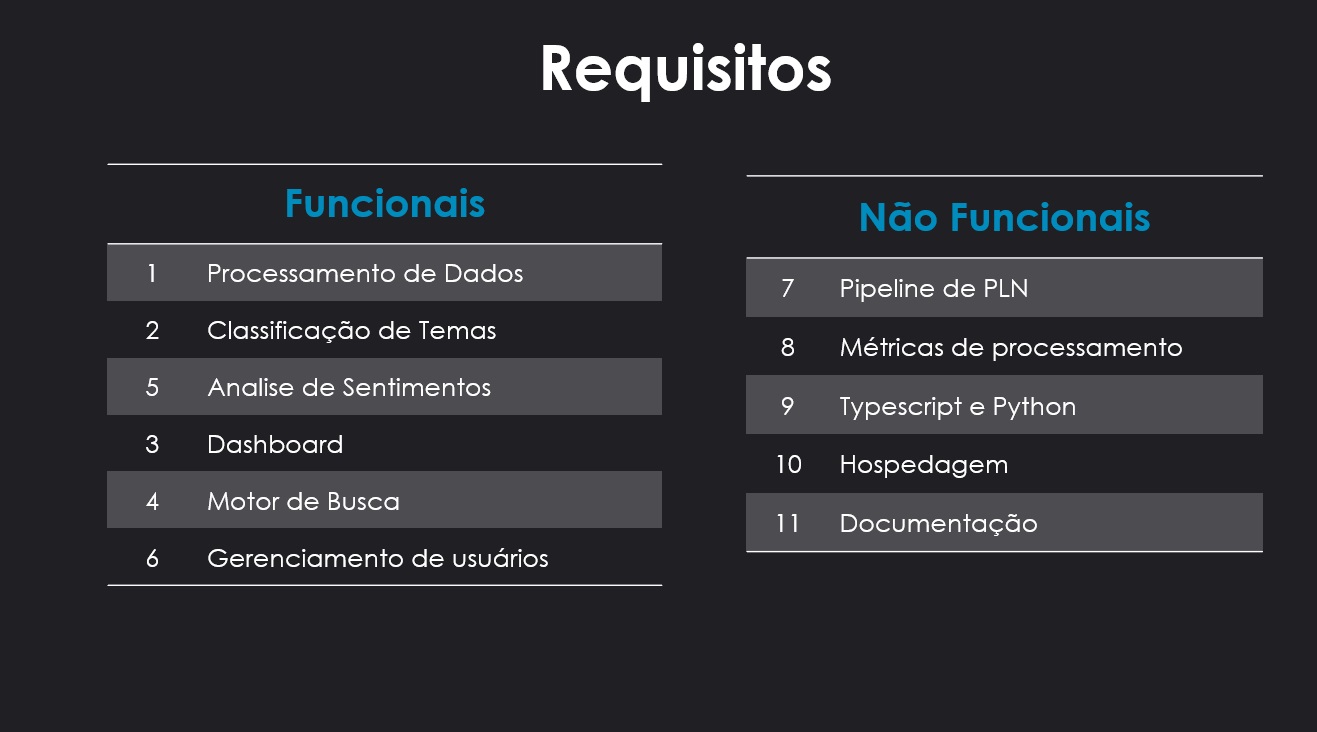 Requisitos
Funcionais
1 Processamento de Dados
2 Classificação de Temas
5 Analise de Sentimentos
3 Dashboard
4 Motor de Busca
6 Gerenciamento de usuários
Não Funcionais
7 Pipeline de PLN
8 Métricas de processamento
9 Typescript e Python
10 Hospedagem
11 Documentação